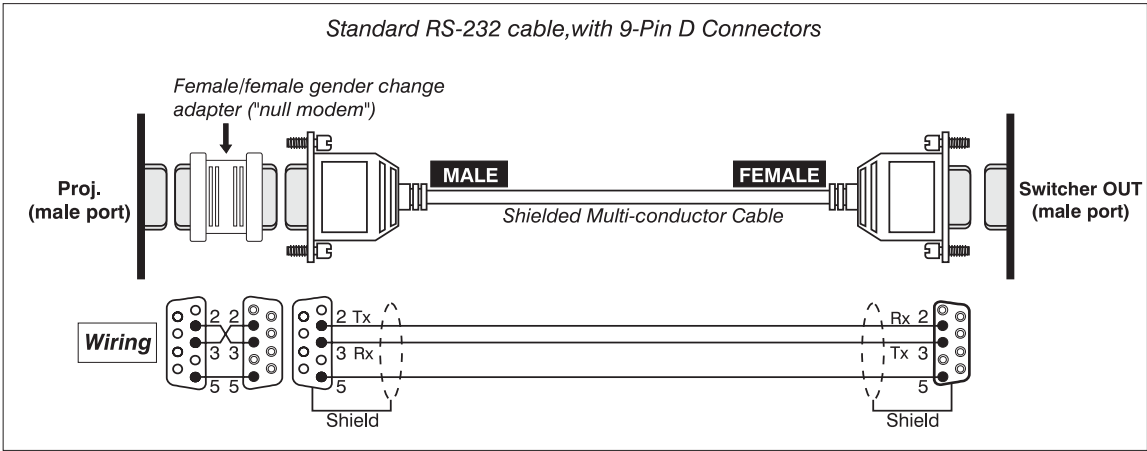 Standard RS-232 cable,with 9-Pin D Connectors
Female/female gender change
adapter ("null modem")
Proj.
(male port)
MALE
FEMALE
Shielded Multi-conductor Cable
Switcher OUT
(male port)
Wiring
2 2
3 3
5 5
2 Tx
3 Rx
5
Rx 2
Tx 3
5
Shield
Shield